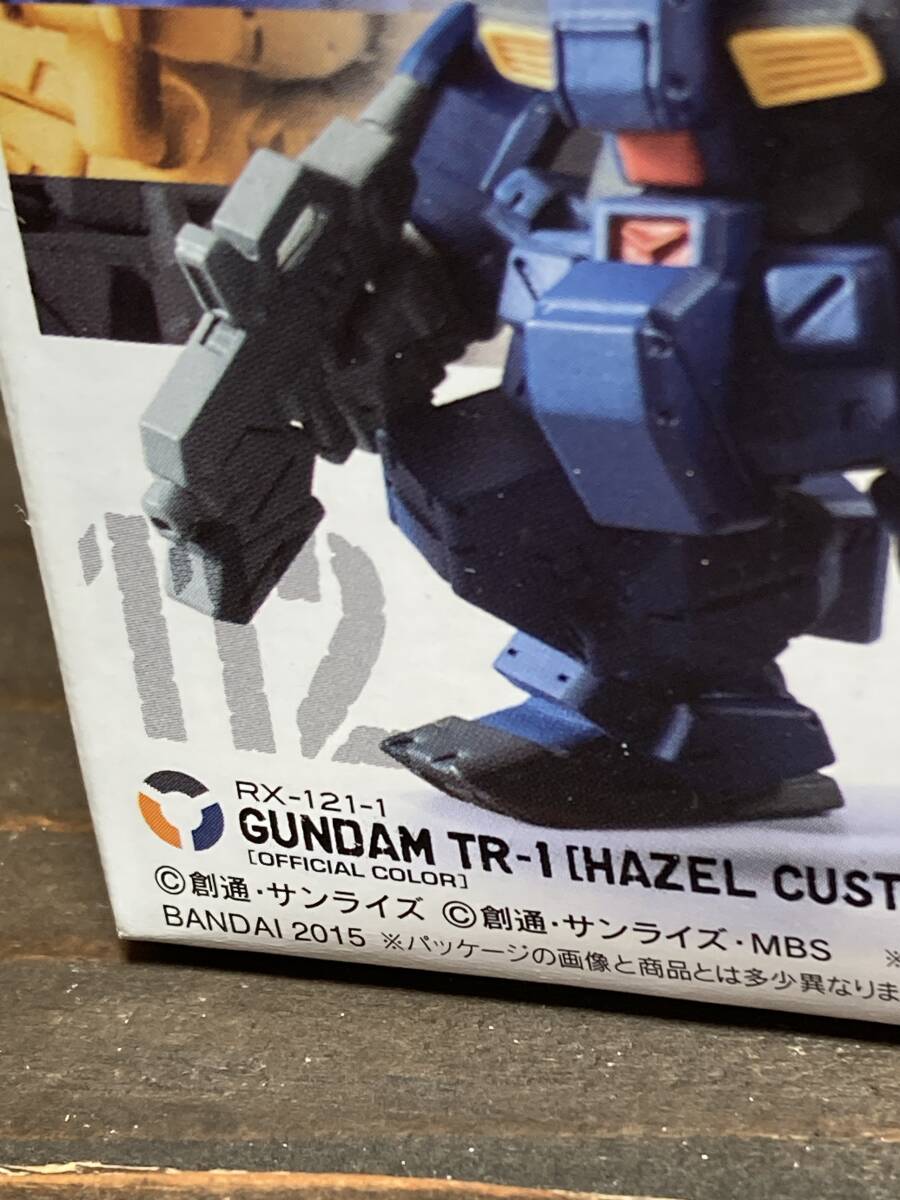 112
RX-121-1
GUNDAM TR-1 [HAZEL CUST
[OFFICIAL COLOR]
©創通・サンライズ ©創通・サンライズ・MBS ※
BANDAI 2015 ※パッケージの画像と商品とは多少異なりま